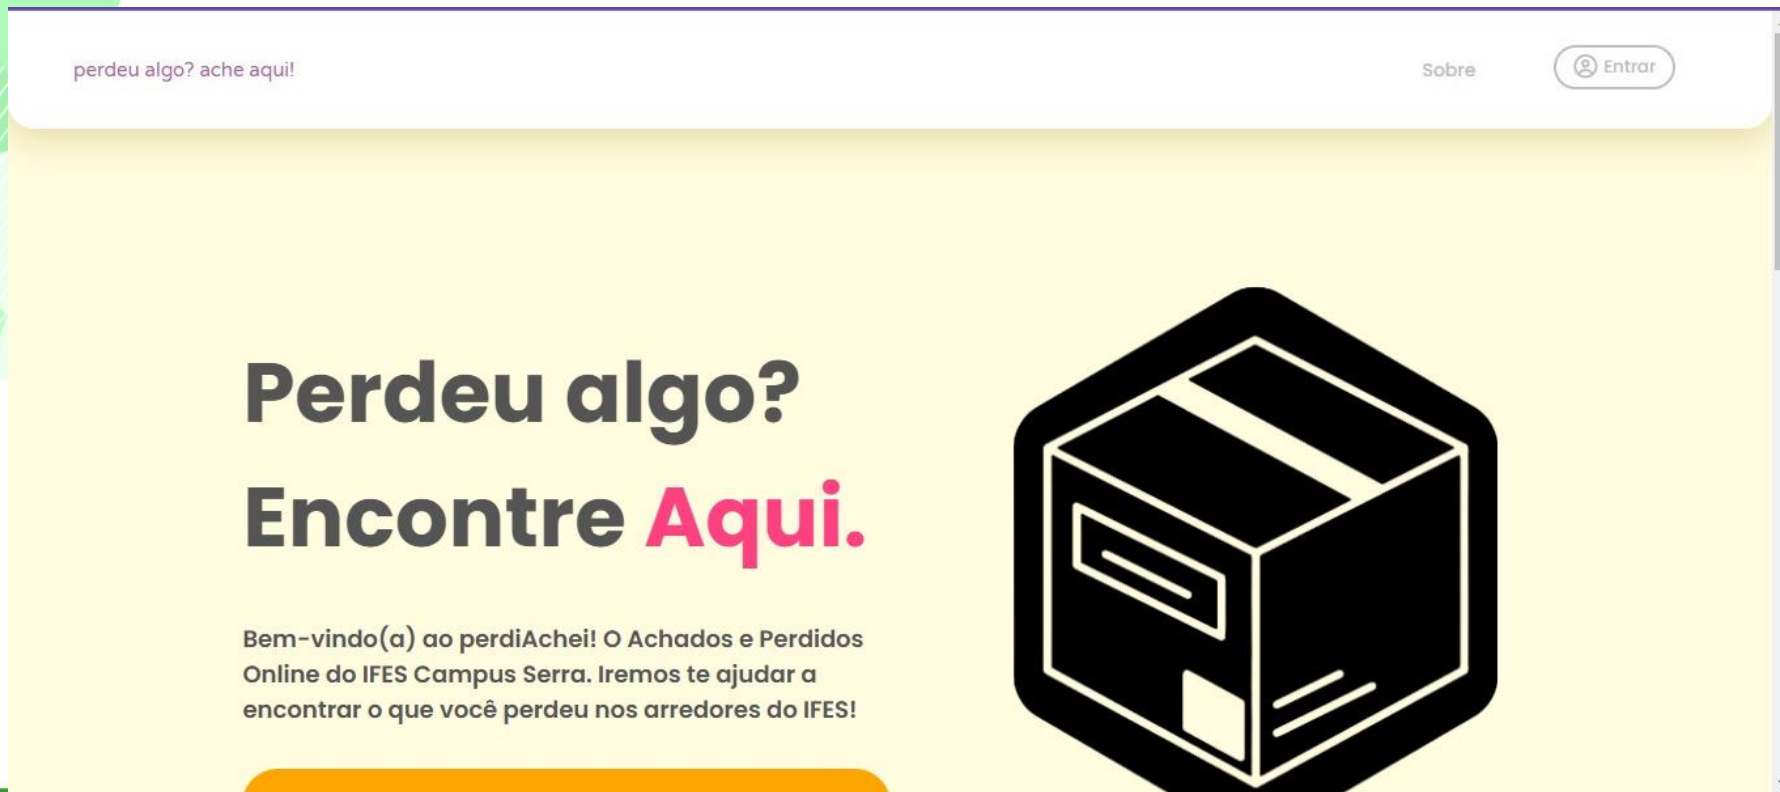 perdeu algo? ache aqui!
Sobre
Entrar
Perdeu algo?
Encontre Aqui.
Bem-vindo(a) ao perdiAchei! O Achados e Perdidos
Online do IFES Campus Serra. Iremos te ajudar a
encontrar o que você perdeu nos arredores do IFES!